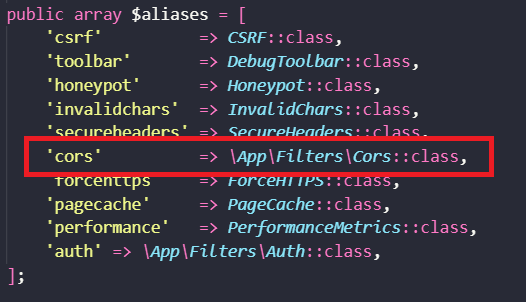 public array $aliases = [
'csrf' => CSRF::class,
'toolbar' => DebugToolbar::class,
'honeypot' => Honeypot::class,
'invalidchars' => InvalidChars::class,
'secureheaders' => SecureHeaders::class,
'cors' => \App\Filters\Cors::class,
'forcehttps' => ForceHTTPS::class,
'pagecache' => PageCache::class,
'performance' => PerformanceMetrics::class,
'auth' => \App\Filters\Auth::class,
];